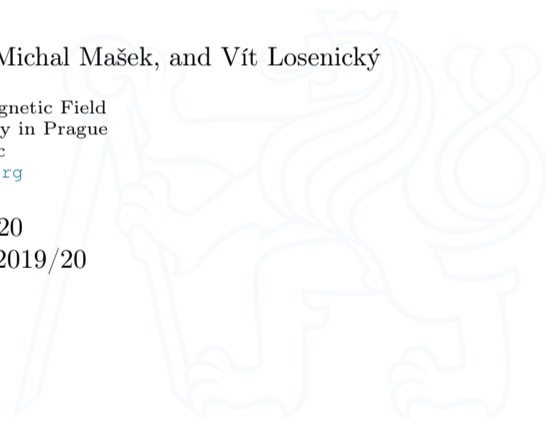 Michal Mašek, and Vít Losenický
gnetic Field
y in Prague
c
rg
20
2019/20